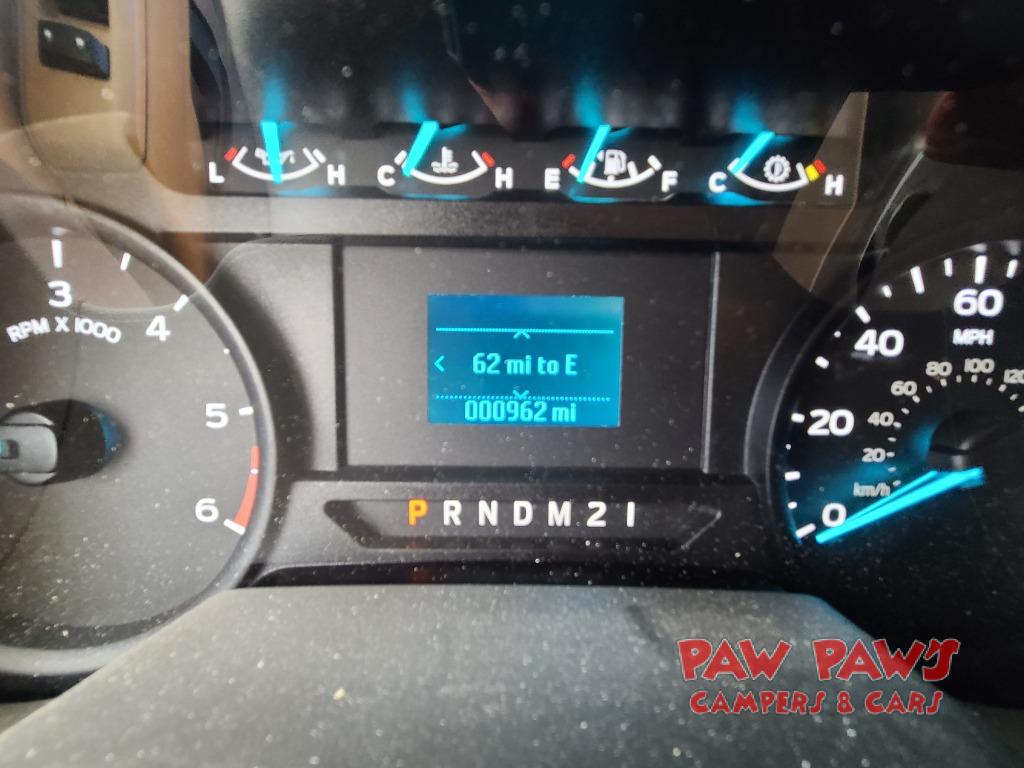 L H C H E F C H
3
RPM X 1000
4
5
6
62 mi to E
000962 mi
P R N D M 2 1
60
MPH
40
20
0
120
100
80
60
40
20
km/h
PAW PAW'S
CAMPERS & CARS